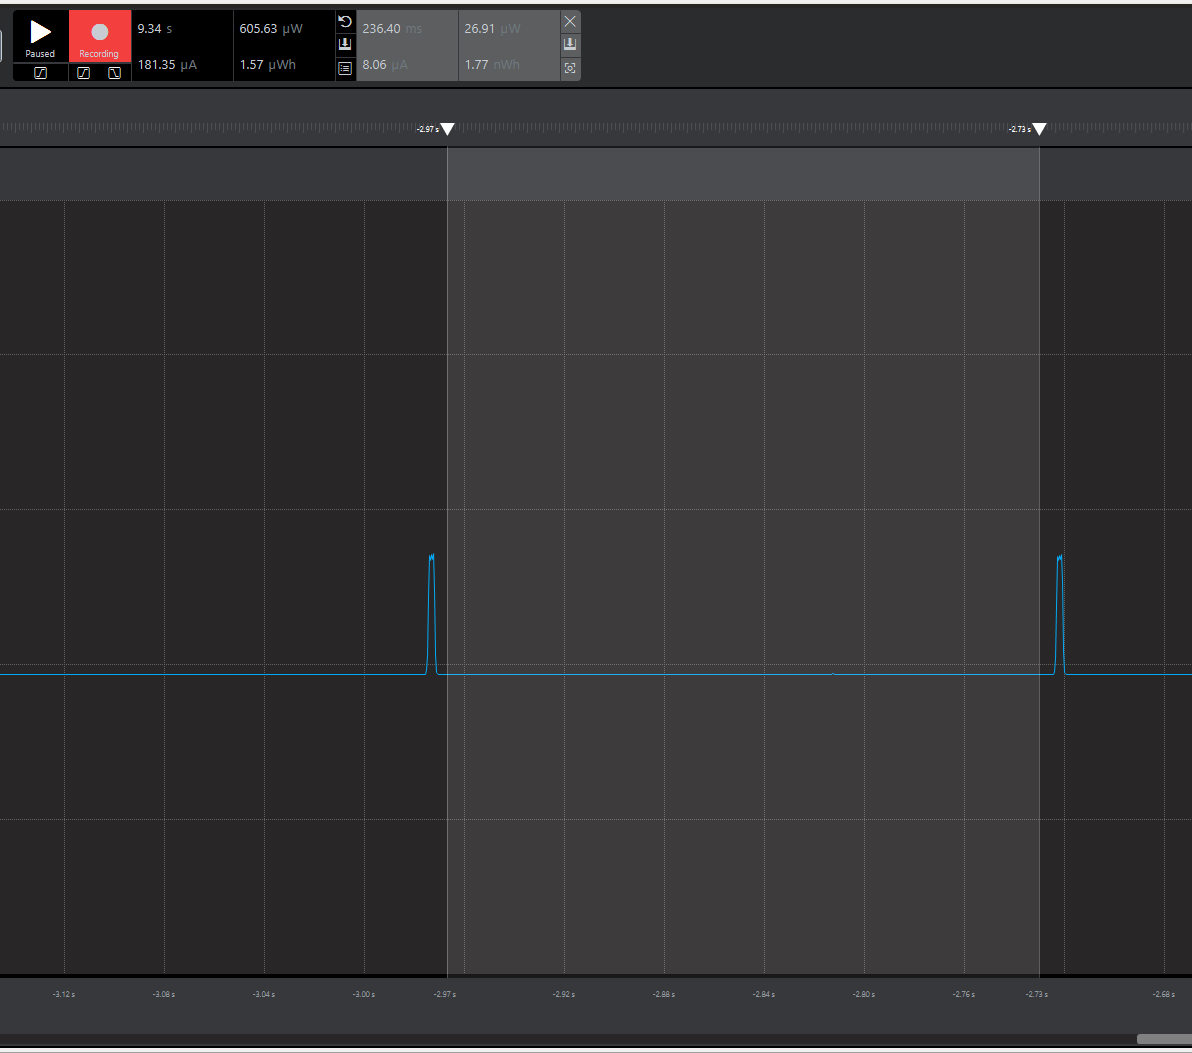 9.34 s
605.63 µW
236.40 ms
26.91 µW
Paused
Recording
181.35 µA
1.57 µWh
8.06 µA
1.77 nWh
-2.97 s
-2.73 s
-3.12 s
-3.08 s
-3.04 s
-3.00 s
-2.97 s
-2.92 s
-2.88 s
-2.84 s
-2.80 s
-2.76 s
-2.73 s
-2.68 s